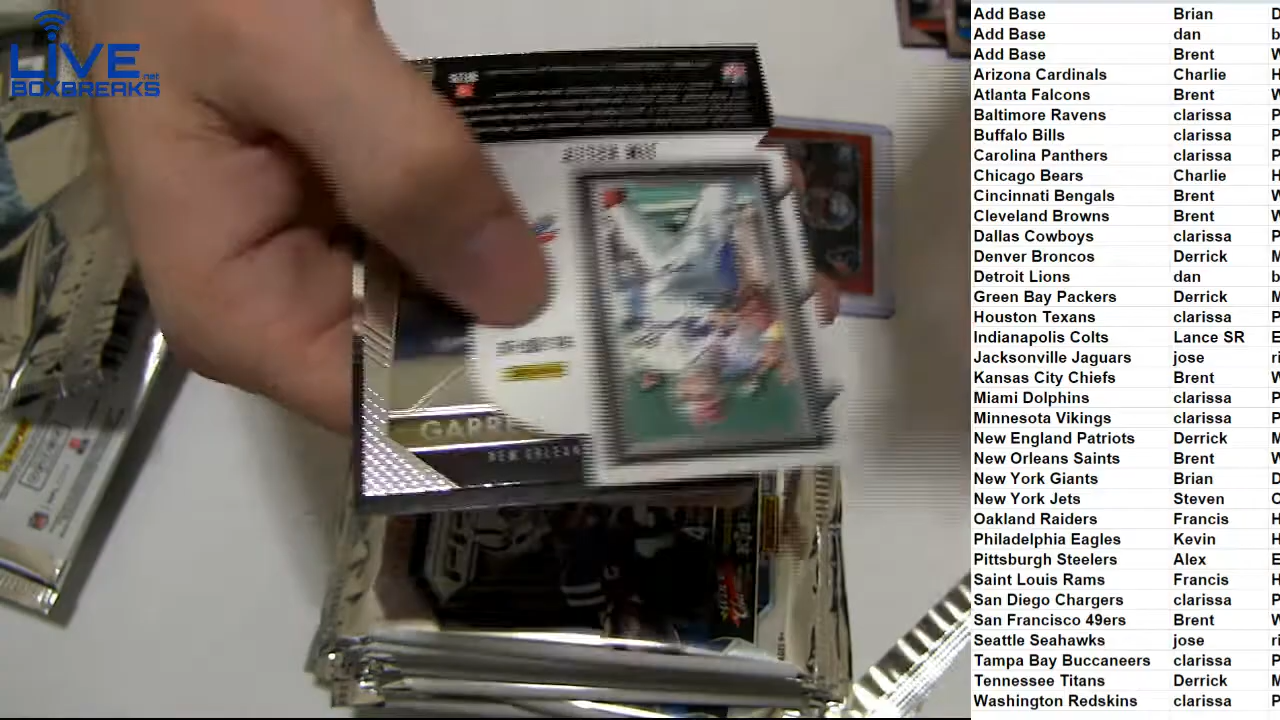 LIVE
BOXBREAKS.net
GARRE
NEW ORLEAN
Add Base Brian D
Add Base dan b
Add Base Brent W
Arizona Cardinals Charlie H
Atlanta Falcons Brent W
Baltimore Ravens clarissa P
Buffalo Bills clarissa P
Carolina Panthers clarissa P
Chicago Bears Charlie H
Cincinnati Bengals Brent W
Cleveland Browns Brent W
Dallas Cowboys clarissa P
Denver Broncos Derrick M
Detroit Lions dan b
Green Bay Packers Derrick M
Houston Texans clarissa P
Indianapolis Colts Lance SR E
Jacksonville Jaguars jose ri
Kansas City Chiefs Brent W
Miami Dolphins clarissa P
Minnesota Vikings clarissa P
New England Patriots Derrick M
New Orleans Saints Brent W
New York Giants Brian D
New York Jets Steven O
Oakland Raiders Francis H
Philadelphia Eagles Kevin H
Pittsburgh Steelers Alex E
Saint Louis Rams Francis H
San Diego Chargers clarissa P
San Francisco 49ers Brent W
Seattle Seahawks jose ri
Tampa Bay Buccaneers clarissa P
Tennessee Titans Derrick M
Washington Redskins clarissa P